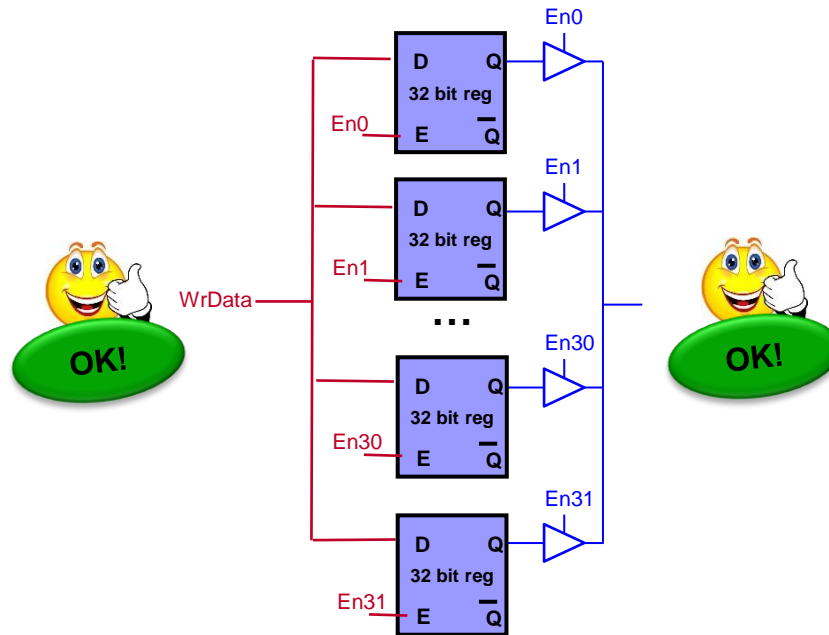 En0
D Q
32 bit reg
En0 E Q̅
En1
D Q
32 bit reg
En1 E Q̅
WrData
...
OK!
OK!
En30
D Q
32 bit reg
En30 E Q̅
En31
D Q
32 bit reg
En31 E Q̅